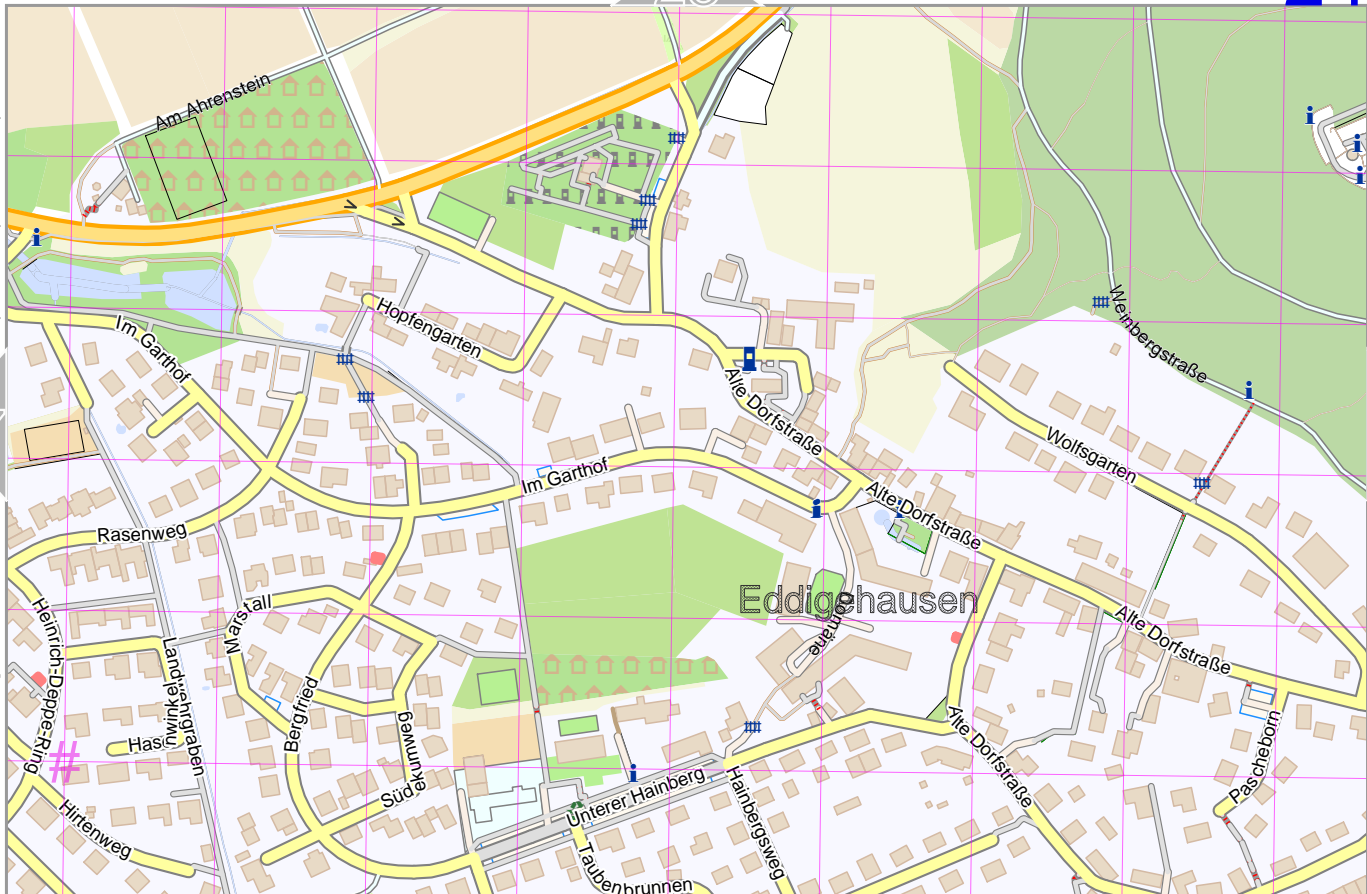 Am Ahrenstein
Hopfengarten
Im Garthof
Weinbergstraße
Alte Dorfstraße
Wolfsgarten
Im Garthof
Alte Dorfstraße
Rasenweg
Eddigehausen
Marstall
Heinrich-Deppe-Ring
Alte Dorfstraße
Landwehrgraben
Bergfried
Alte Dorfstraße
Pascheborn
#
Unterer Hainberg
Hainbergsweg
Hirtenweg
Taubenbrunnen